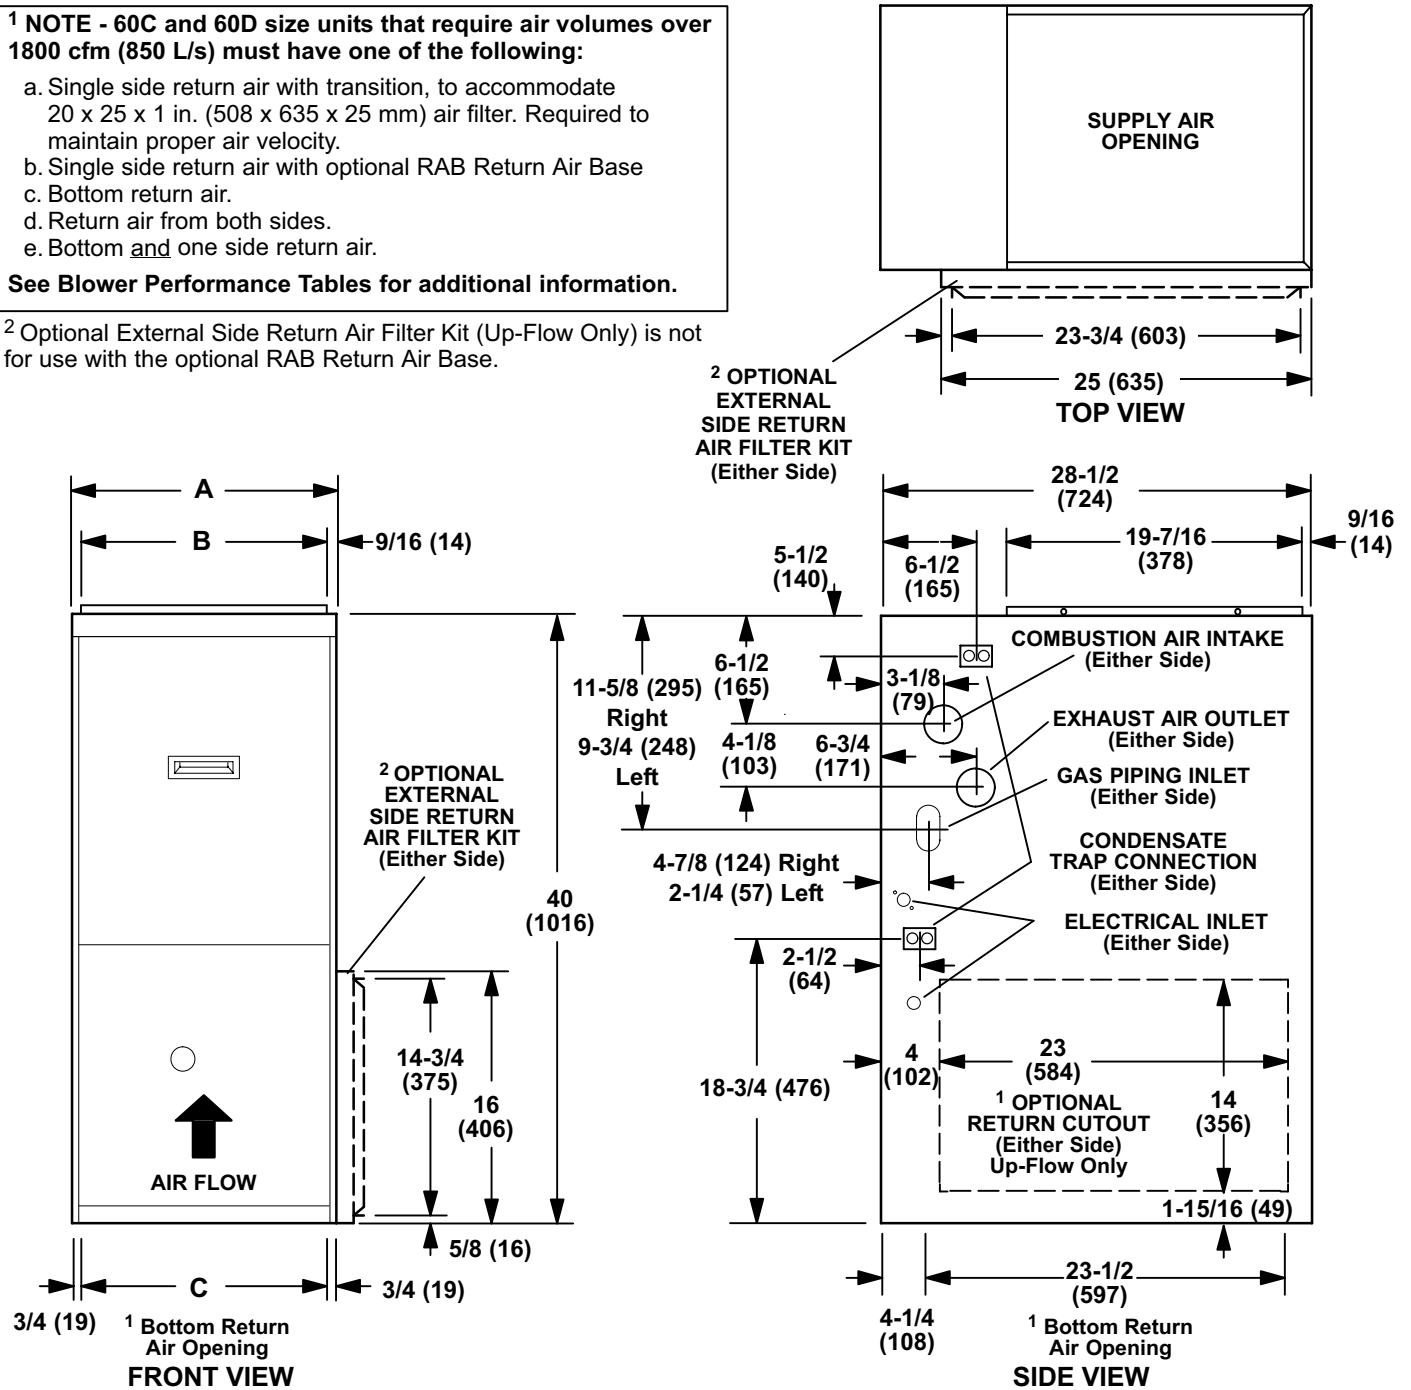 1 NOTE - 60C and 60D size units that require air volumes over
1800 cfm (850 L/s) must have one of the following:
a. Single side return air with transition, to accommodate
20 x 25 x 1 in. (508 x 635 x 25 mm) air filter. Required to
maintain proper air velocity.
b. Single side return air with optional RAB Return Air Base
c. Bottom return air.
d. Return air from both sides.
e. Bottom and one side return air.
See Blower Performance Tables for additional information.
2 Optional External Side Return Air Filter Kit (Up-Flow Only) is not
for use with the optional RAB Return Air Base.
SUPPLY AIR
OPENING
23-3/4 (603)
25 (635)
TOP VIEW
2 OPTIONAL
EXTERNAL
SIDE RETURN
AIR FILTER KIT
(Either Side)
A
B
9/16 (14)
2 OPTIONAL
EXTERNAL
SIDE RETURN
AIR FILTER KIT
(Either Side)
40
(1016)
14-3/4
(375)
16
(406)
AIR FLOW
5/8 (16)
C
3/4 (19)
3/4 (19)
1 Bottom Return
Air Opening
FRONT VIEW
28-1/2
(724)
19-7/16
(378)
9/16
(14)
5-1/2
(140)
6-1/2
(165)
6-1/2
(165)
11-5/8 (295)
Right
9-3/4 (248)
Left
3-1/8
(79)
4-1/8
(103)
6-3/4
(171)
COMBUSTION AIR INTAKE
(Either Side)
EXHAUST AIR OUTLET
(Either Side)
GAS PIPING INLET
(Either Side)
4-7/8 (124) Right
2-1/4 (57) Left
CONDENSATE
TRAP CONNECTION
(Either Side)
ELECTRICAL INLET
(Either Side)
2-1/2
(64)
18-3/4 (476)
4
(102)
23
(584)
14
(356)
1 OPTIONAL
RETURN CUTOUT
(Either Side)
Up-Flow Only
1-15/16 (49)
23-1/2
(597)
4-1/4
(108)
1 Bottom Return
Air Opening
SIDE VIEW